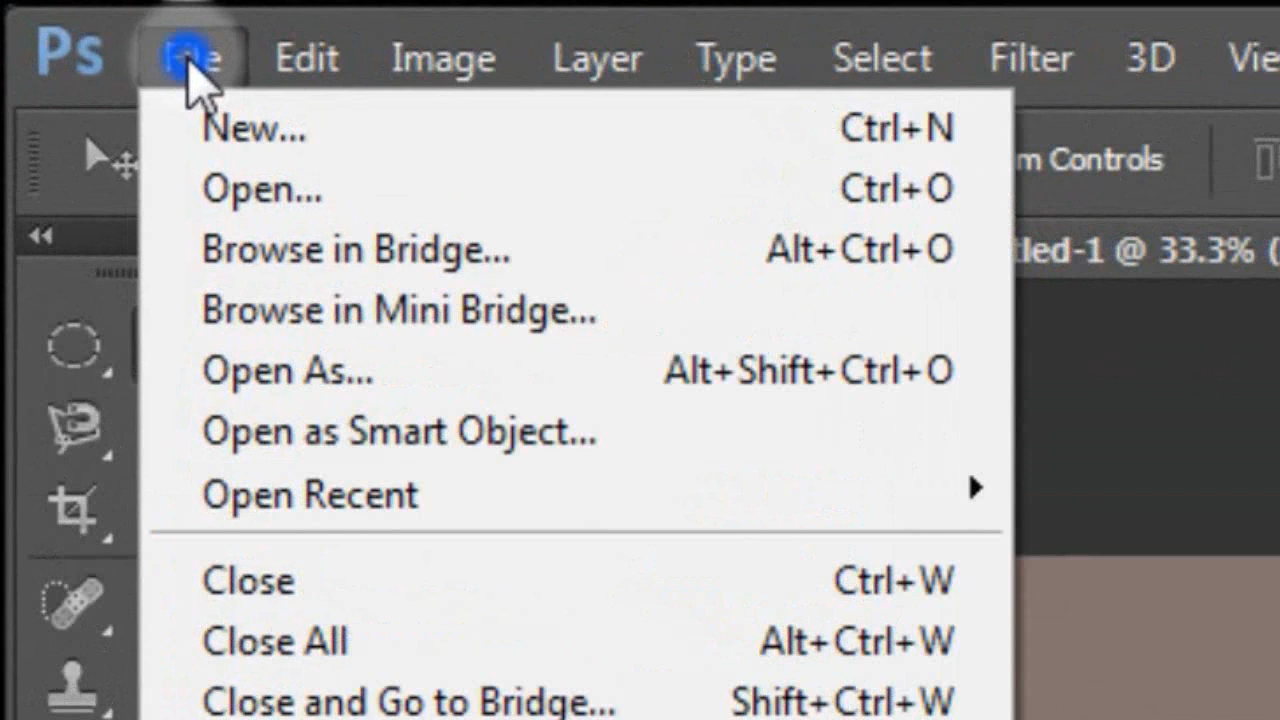 Ps Edit Image Layer Type Select Filter 3D
New... Ctrl+N
m Controls
Open... Ctrl+O
Browse in Bridge... Alt+Ctrl+O
tled-1 @ 33.3% (
Browse in Mini Bridge...
Open As... Alt+Shift+Ctrl+O
Open as Smart Object...
Open Recent
Close Ctrl+W
Close All Alt+Ctrl+W
Close and Go to Bridge... Shift+Ctrl+W